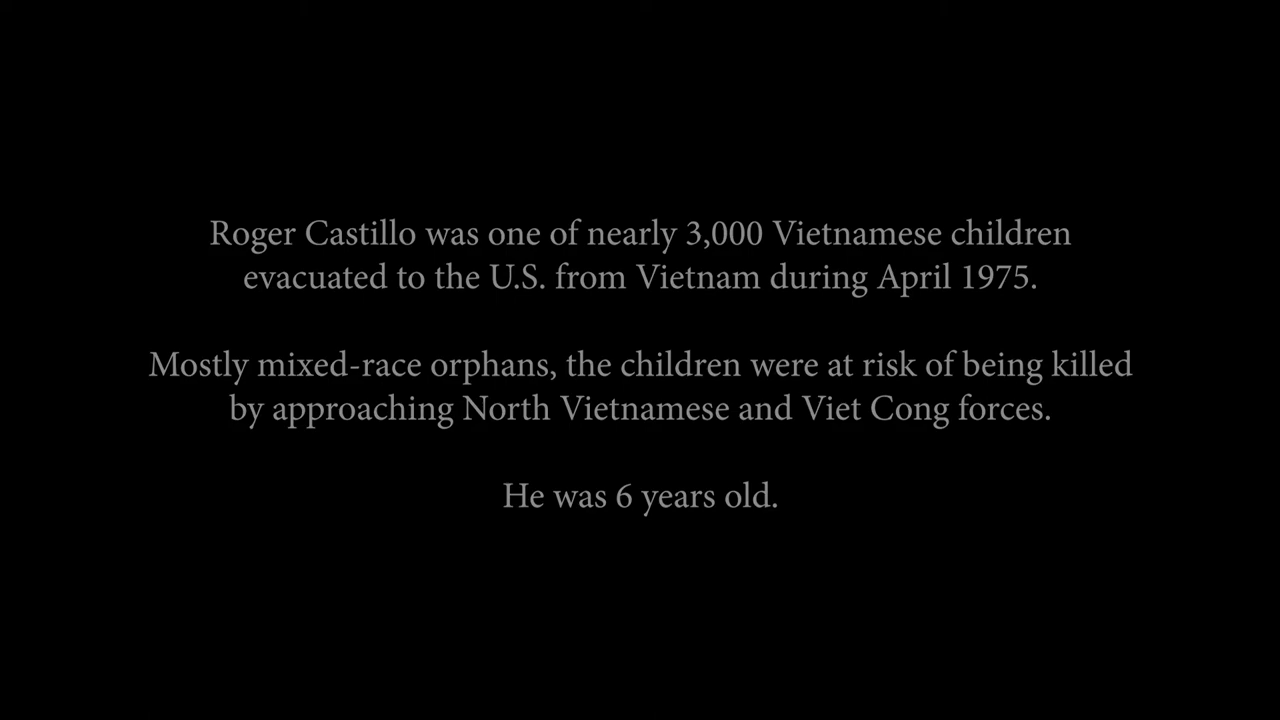 Roger Castillo was one of nearly 3,000 Vietnamese children
evacuated to the U.S. from Vietnam during April 1975.
Mostly mixed-race orphans, the children were at risk of being killed
by approaching North Vietnamese and Viet Cong forces.
He was 6 years old.